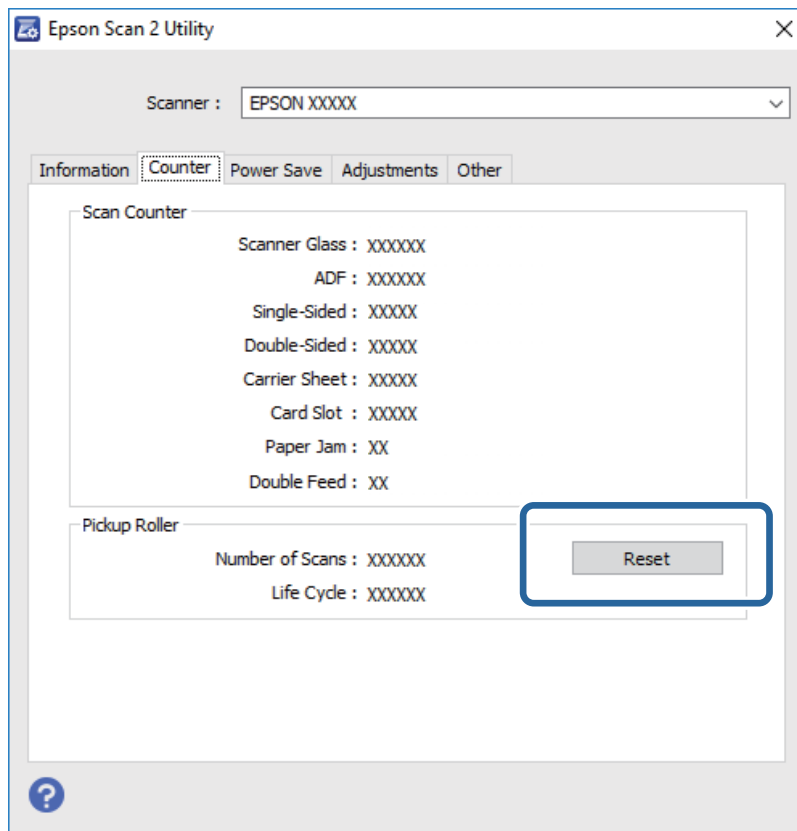 Epson Scan 2 Utility
Scanner : EPSON XXXXX
Information Counter Power Save Adjustments Other
Scan Counter
Scanner Glass : XXXXXX
ADF : XXXXXX
Single-Sided : XXXXX
Double-Sided : XXXXX
Carrier Sheet : XXXXX
Card Slot : XXXXX
Paper Jam : XX
Double Feed : XX
Pickup Roller
Number of Scans : XXXXXX Reset
Life Cycle : XXXXXX
?